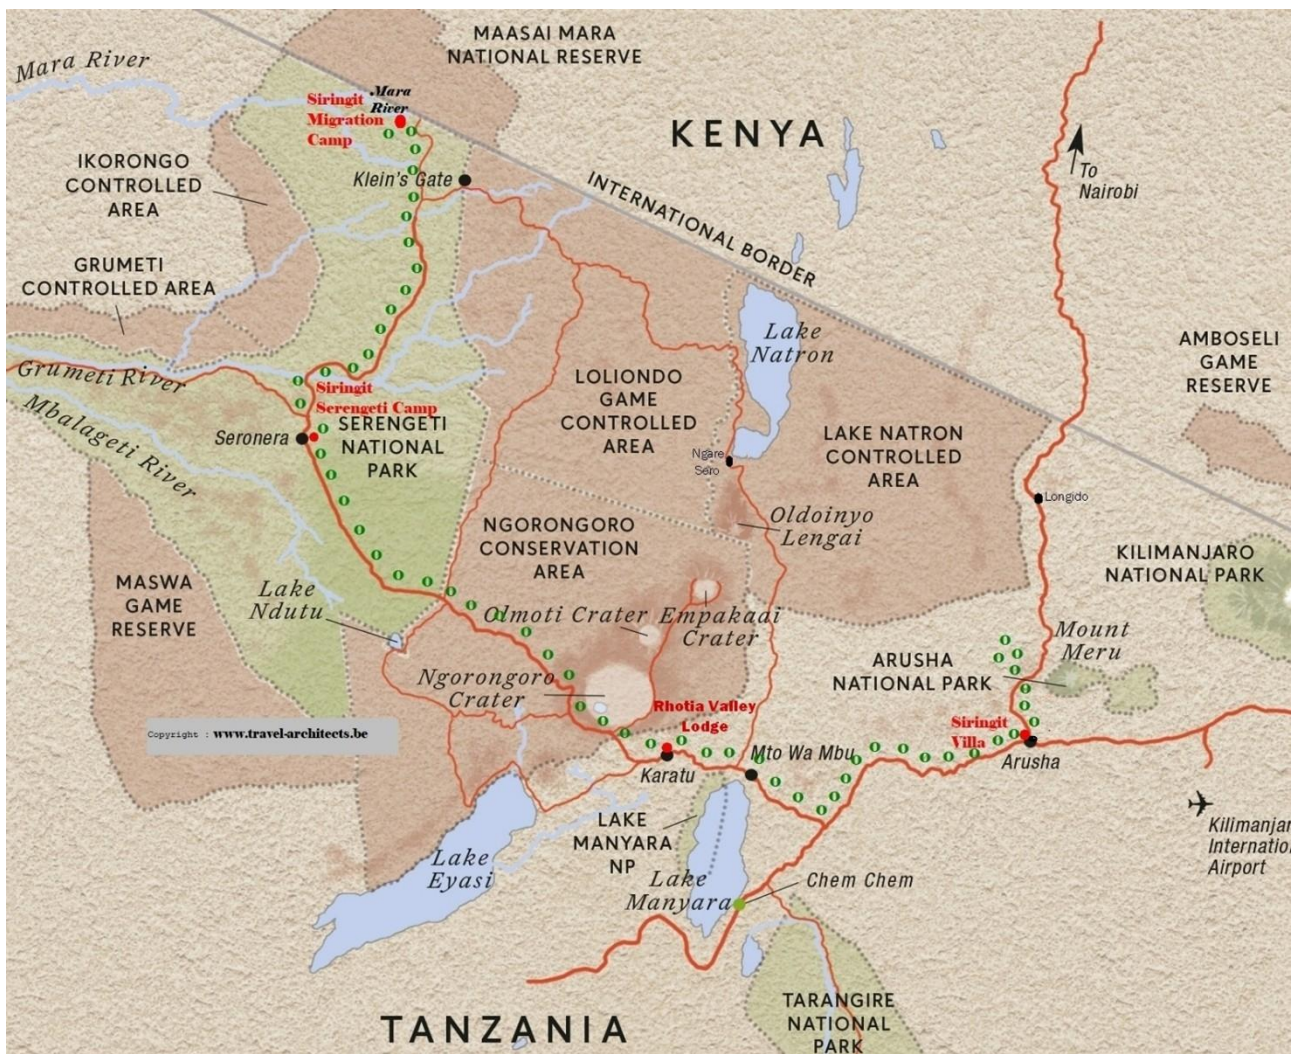 MAASAI MARA
NATIONAL RESERVE
Mara River
Siringit
Migration
Camp
Mara
River
KENYA
To
Nairobi
IKORONGO
CONTROLLED
AREA
Klein's Gate
INTERNATIONAL BORDER
GRUMETI
CONTROLLED AREA
Lake
Natron
AMBOSELI
GAME
RESERVE
Grumeti River
Siringit
Serengeti Camp
LOLIONDO
GAME
CONTROLLED
AREA
Mbalageti River
Seronera
SERENGETI
NATIONAL
PARK
Ngare
Sero
LAKE NATRON
CONTROLLED
AREA
Longido
Oldoinyo
Lengai
NGORONGORO
CONSERVATION
AREA
KILIMANJARO
NATIONAL PARK
MASWA
GAME
RESERVE
Lake
Ndutu
Olmoti Crater
Empakaai
Crater
Mount
Meru
ARUSHA
NATIONAL PARK
Ngorongoro
Crater
Rhotia Valley
Lodge
Siringit
Villa
Copyright : www.travel-architects.be
Karatu
Mto Wa Mbu
Arusha
LAKE
MANYARA
NP
Kilimanjar
Internatio
Airport
Lake
Eyasi
Lake
Manyara
Chem Chem
TARANGIRE
NATIONAL
PARK
TANZANIA